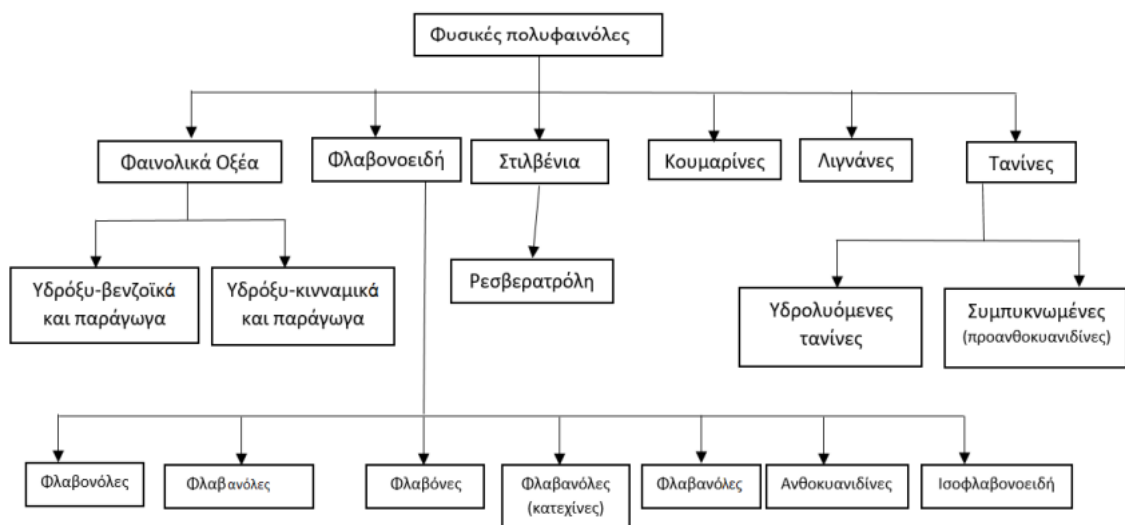 Φυσικές πολυφαινόλες
Φαινολικά Οξέα
Φλαβονοειδή
Στιλβένια
Κουμαρίνες
Λιγνάνες
Τανίνες
Υδρόξυ-βενζοϊκά
και παράγωγα
Υδρόξυ-κινναμικά
και παράγωγα
Ρεσβερατρόλη
Υδρολυόμενες
τανίνες
Συμπυκνωμένες
(προανθοκυανιδίνες)
Φλαβονόλες
Φλαβανόλες
Φλαβόνες
Φλαβανόλες
(κατεχίνες)
Φλαβανόλες
Ανθοκυανιδίνες
Ισοφλαβονοειδή